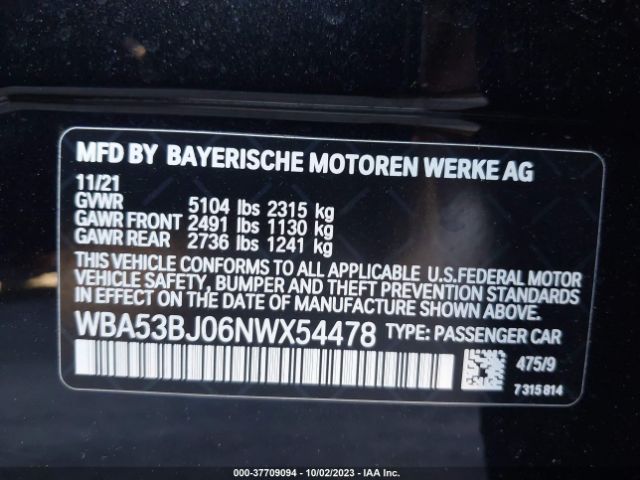 MFD BY BAYERISCHE MOTOREN WERKE AG
11/21
GVWR 5104 lbs 2315 kg
GAWR FRONT 2491 lbs 1130 kg
GAWR REAR 2736 lbs 1241 kg
THIS VEHICLE CONFORMS TO ALL APPLICABLE U.S.FEDERAL MOTOR
VEHICLE SAFETY, BUMPER AND THEFT PREVENTION STANDARDS
IN EFFECT ON THE DATE OF MANUFACTURE SHOWN ABOVE.
WBA53BJ06NWX54478 TYPE: PASSENGER CAR
475/9
7 315 814
000-37709094 - 10/02/2023 - IAAI.COM